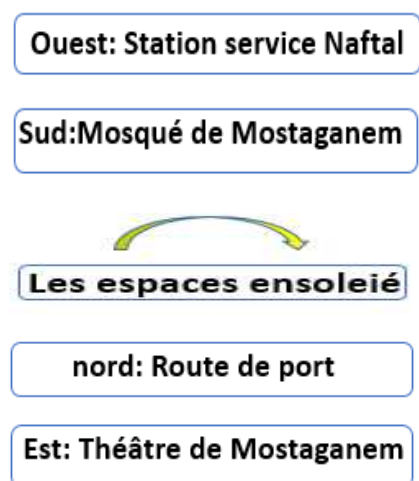 Ouest: Station service Naftal
Sud:Mosqué de Mostaganem
Les espaces ensoleié
nord: Route de port
Est: Théâtre de Mostaganem